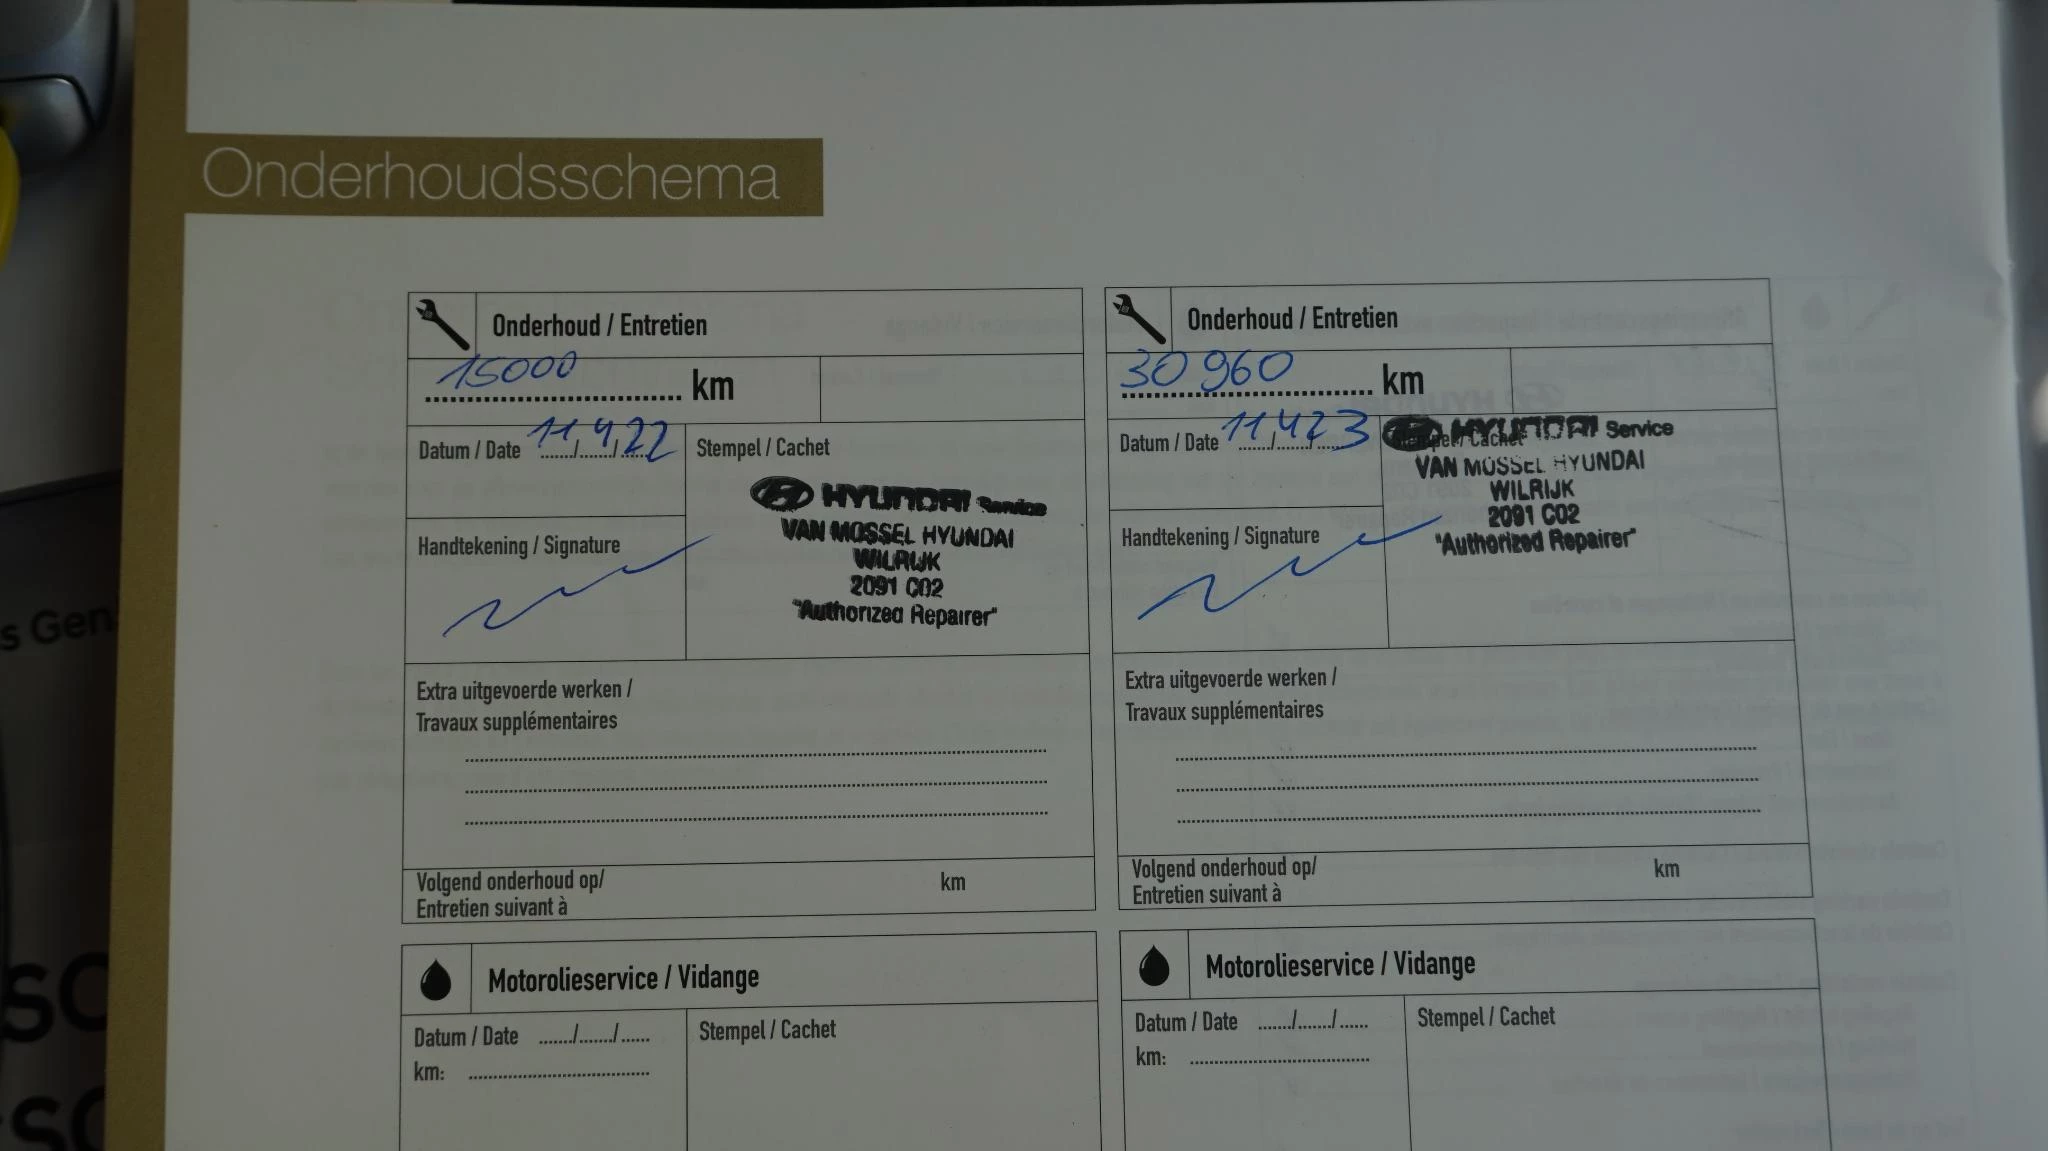 Onderhoudsschema
Onderhoud / Entretien
15000 km
Datum / Date 11/4/22
Stempel / Cachet
HYUNDAI Service
VAN MOSSEL HYUNDAI
WILRIJK
2091 C02
"Authorized Repairer"
Handtekening / Signature
Extra uitgevoerde werken /
Travaux supplémentaires
Volgend onderhoud op/ km
Entretien suivant à
Onderhoud / Entretien
30960 km
Datum / Date 11/4/23
Stempel / Cachet
HYUNDAI Service
VAN MOSSEL HYUNDAI
WILRIJK
2091 C02
"Authorized Repairer"
Handtekening / Signature
Extra uitgevoerde werken /
Travaux supplémentaires
Volgend onderhoud op/ km
Entretien suivant à
Motorolieservice / Vidange
Datum / Date ....../....../......
km:
Stempel / Cachet
Motorolieservice / Vidange
Datum / Date ....../....../......
km:
Stempel / Cachet
s Gen